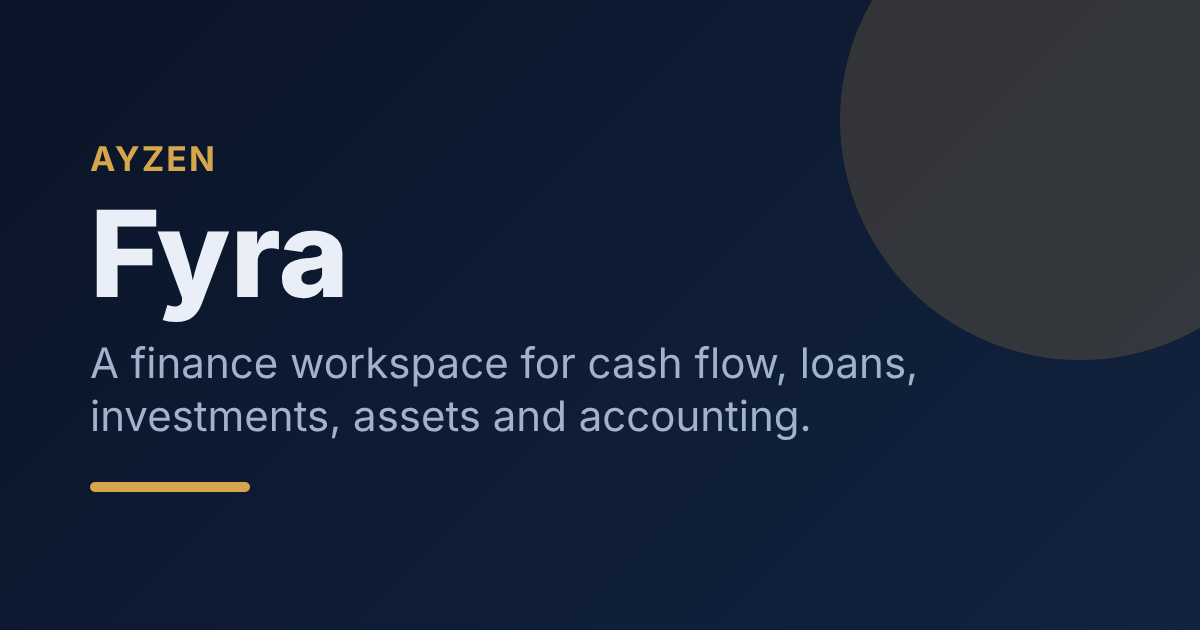 AYZEN
Fyra
A finance workspace for cash flow, loans,
investments, assets and accounting.